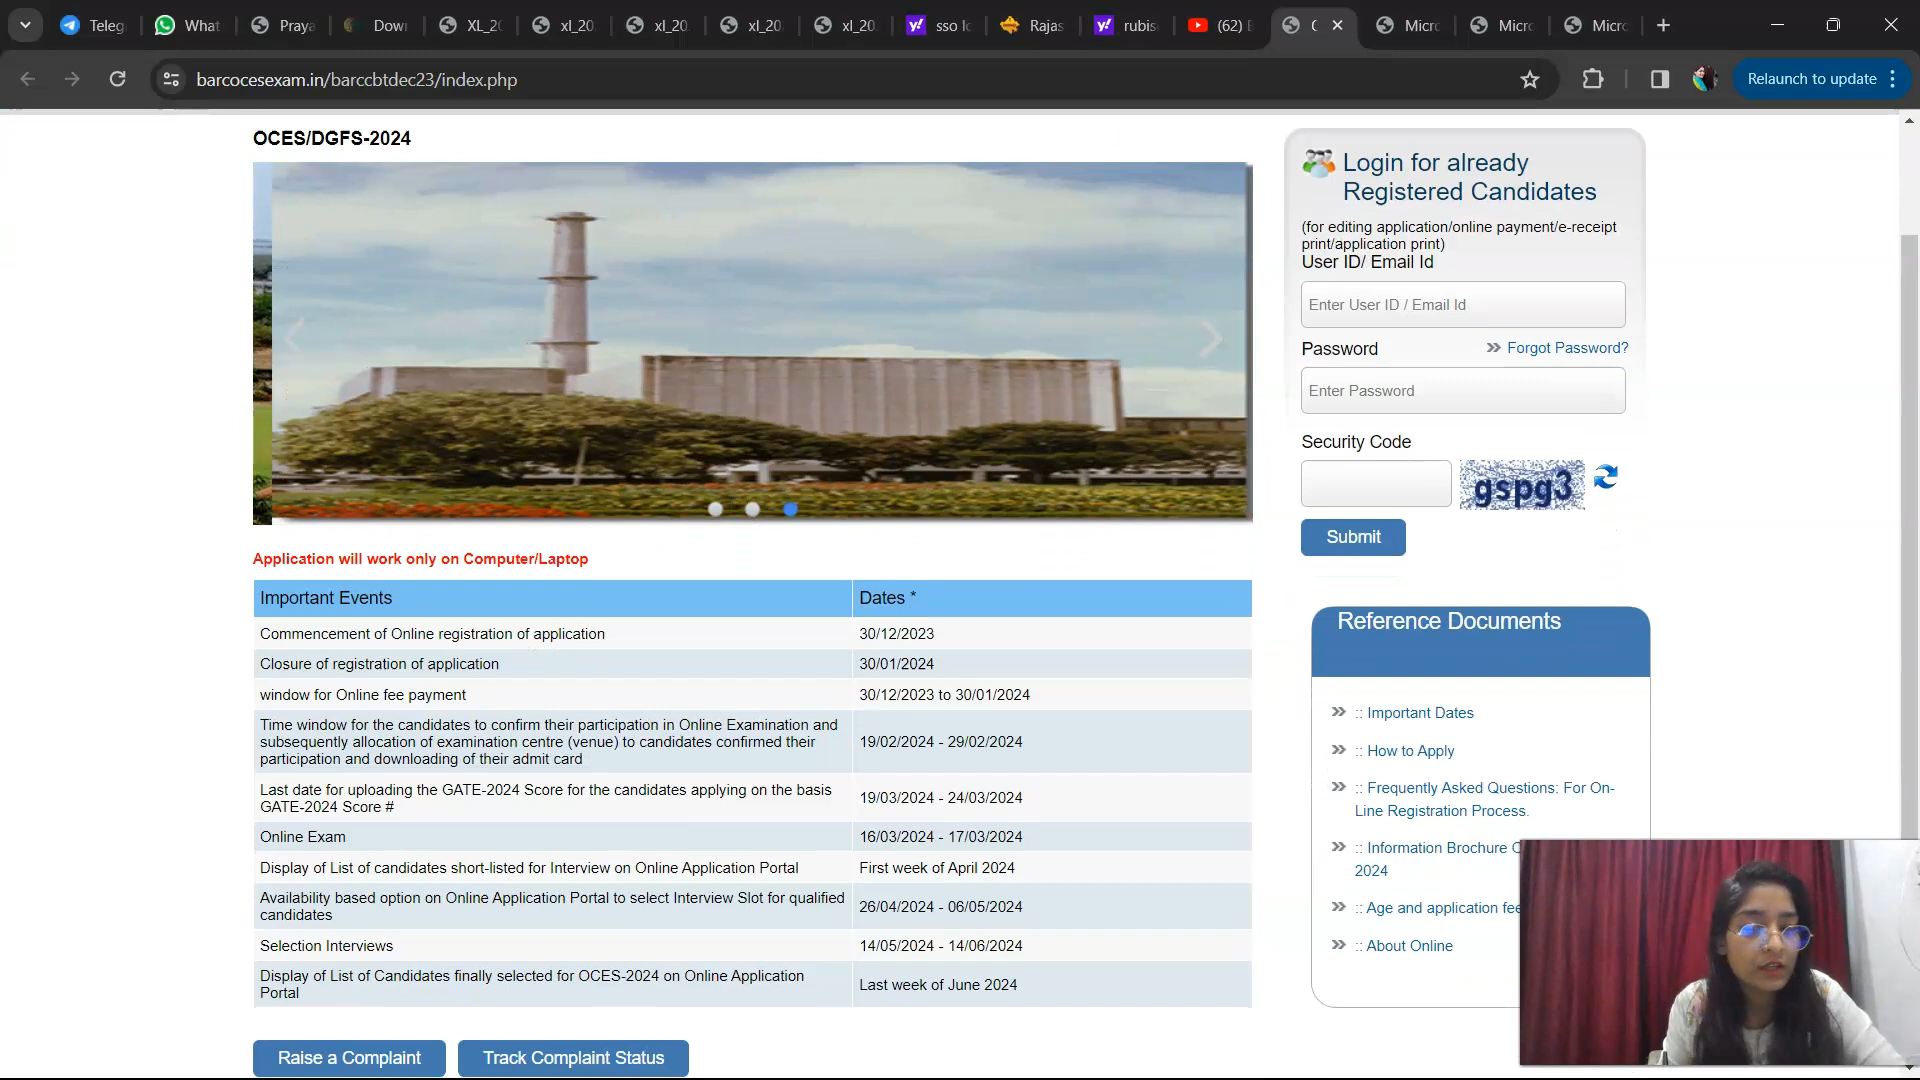 Teleg
What
Praya
Dow
XL_20
xl_20
xl_20
xl_20
xl_20
sso lo
Rajas
rubis
(62) E
Micro
Micro
Micro
barcocesexam.in/barccbtdec23/index.php
Relaunch to update
OCES/DGFS-2024
Login for already
Registered Candidates
(for editing application/online payment/e-receipt
print/application print)
User ID/ Email Id
Enter User ID / Email Id
Password
Forgot Password?
Enter Password
Security Code
gspg3
Submit
Application will work only on Computer/Laptop
Important Events Dates *
Commencement of Online registration of application 30/12/2023
Closure of registration of application 30/01/2024
window for Online fee payment 30/12/2023 to 30/01/2024
Time window for the candidates to confirm their participation in Online Examination and
subsequently allocation of examination centre (venue) to candidates confirmed their
participation and downloading of their admit card
19/02/2024 - 29/02/2024
Last date for uploading the GATE-2024 Score for the candidates applying on the basis
GATE-2024 Score #
19/03/2024 - 24/03/2024
Online Exam 16/03/2024 - 17/03/2024
Display of List of candidates short-listed for Interview on Online Application Portal First week of April 2024
Availability based option on Online Application Portal to select Interview Slot for qualified
candidates
26/04/2024 - 06/05/2024
Selection Interviews 14/05/2024 - 14/06/2024
Display of List of Candidates finally selected for OCES-2024 on Online Application
Portal
Last week of June 2024
Raise a Complaint
Track Complaint Status
Reference Documents
:: Important Dates
:: How to Apply
:: Frequently Asked Questions: For On-
Line Registration Process.
:: Information Brochure
2024
:: Age and application fee
:: About Online